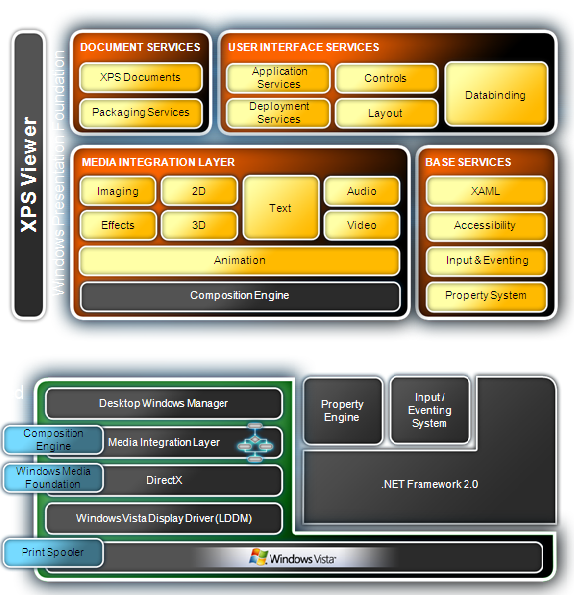 XPS Viewer
Windows Presentation Foundation
DOCUMENT SERVICES
XPS Documents
Packaging Services
USER INTERFACE SERVICES
Application
Services
Controls
Databinding
Deployment
Services
Layout
MEDIA INTEGRATION LAYER
Imaging
2D
Text
Audio
Effects
3D
Video
Animation
Composition Engine
BASE SERVICES
XAML
Accessibility
Input & Eventing
Property System
d
Desktop Windows Manager
Composition
Engine
Media Integration Layer
Windows Media
Foundation
DirectX
Windows Vista Display Driver (LDDM)
Print Spooler
Windows Vista
Property
Engine
Input /
Eventing
System
.NET Framework 2.0